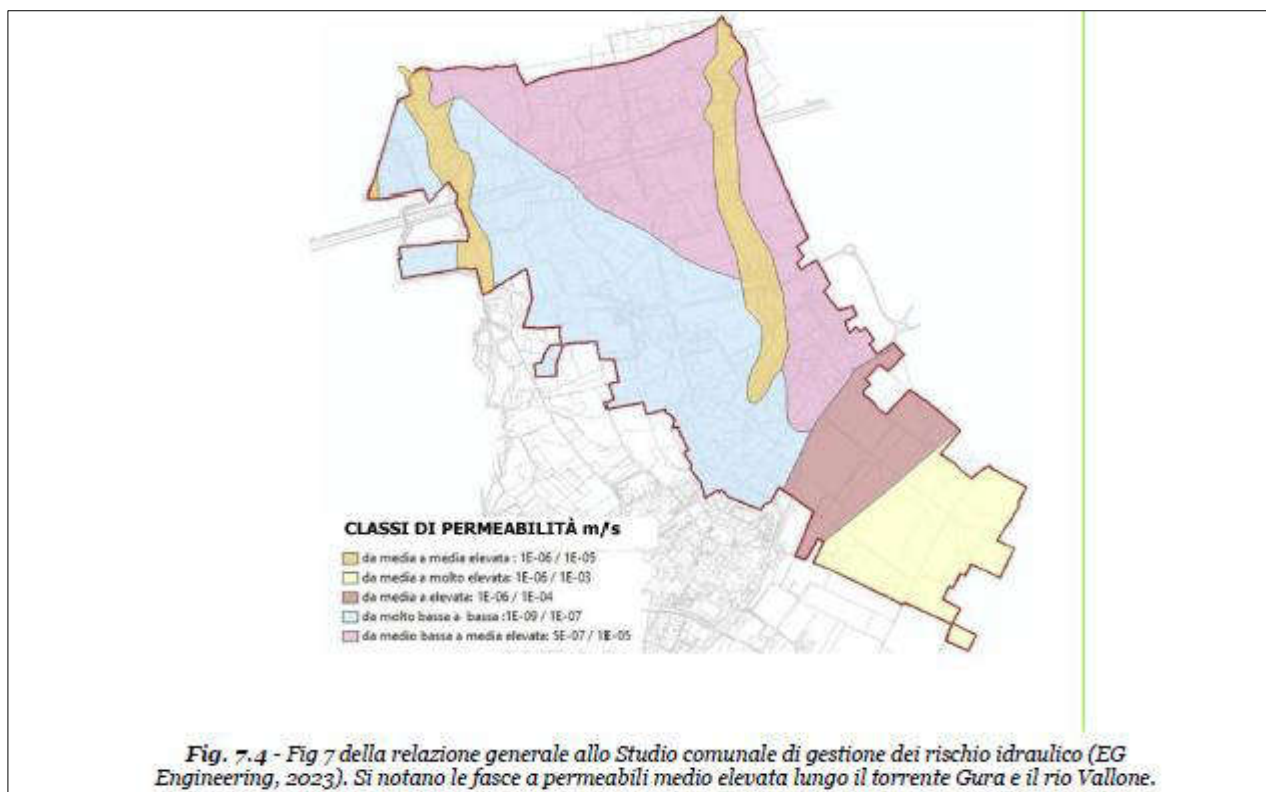 CLASSI DI PERMEABILITÀ m/s
da media a media elevata : 1E-06 / 1E-05
da media a molto elevata: 1E-06 / 1E-03
da media a elevata: 1E-06 / 1E-04
da molto bassa a- bassa :1E-09 / 1E-07
da medio bassa a media elevata: 5E-07 / 1E-05
Fig. 7.4 - Fig 7 della relazione generale allo Studio comunale di gestione dei rischio idraulico (EG
Engineering, 2023). Si notano le fasce a permeabili medio elevata lungo il torrente Gura e il rio Vallone.